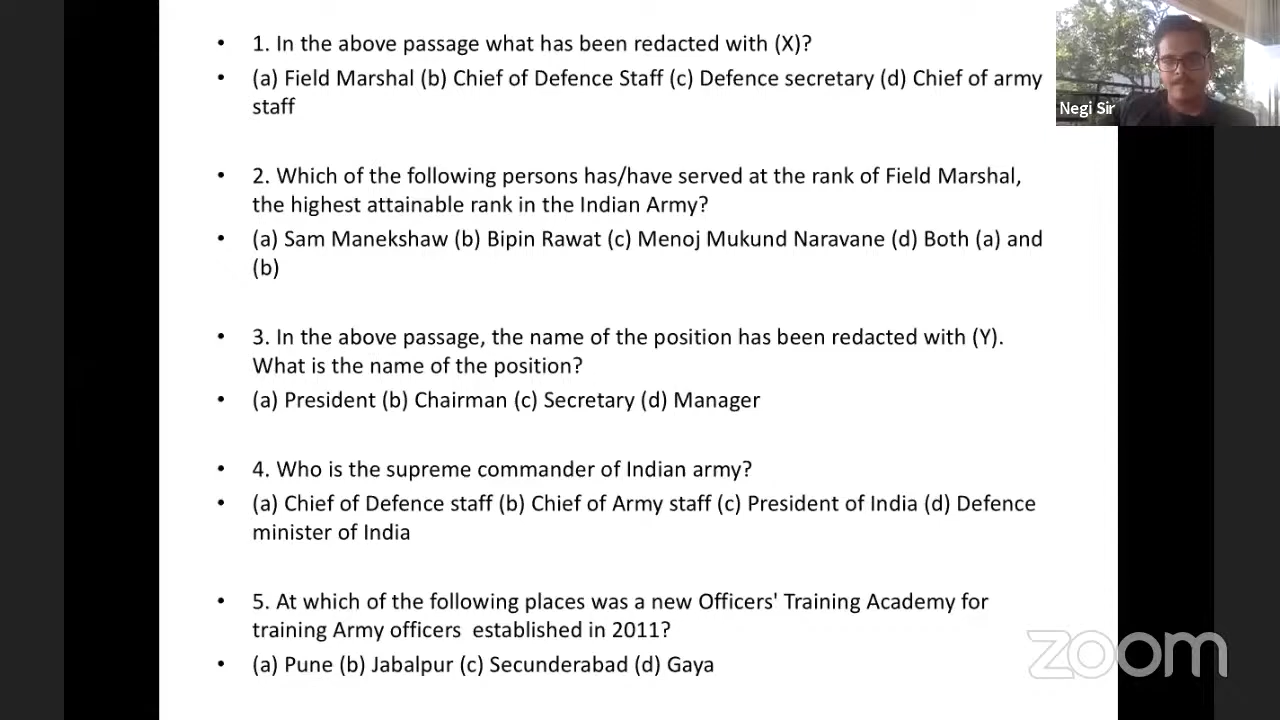 • 1. In the above passage what has been redacted with (X)?
• (a) Field Marshal (b) Chief of Defence Staff (c) Defence secretary (d) Chief of army
staff
Negi Sir
• 2. Which of the following persons has/have served at the rank of Field Marshal,
the highest attainable rank in the Indian Army?
• (a) Sam Manekshaw (b) Bipin Rawat (c) Menoj Mukund Naravane (d) Both (a) and
(b)
• 3. In the above passage, the name of the position has been redacted with (Y).
What is the name of the position?
• (a) President (b) Chairman (c) Secretary (d) Manager
• 4. Who is the supreme commander of Indian army?
• (a) Chief of Defence staff (b) Chief of Army staff (c) President of India (d) Defence
minister of India
• 5. At which of the following places was a new Officers' Training Academy for
training Army officers  established in 2011?
• (a) Pune (b) Jabalpur (c) Secunderabad (d) Gaya
zoom